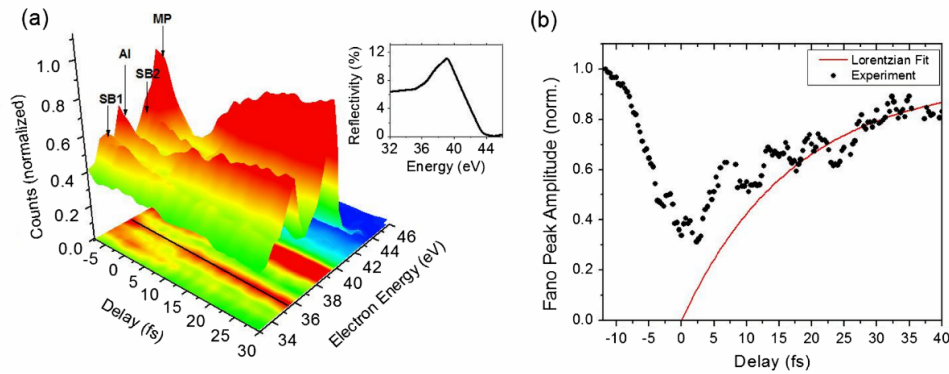 (a)
MP
AI
SB2
SB1
1.0
0.8
0.6
0.4
0.2
0.0
Counts (normalized)
-5
0
5
10
15
20
25
30
Delay (fs)
34
36
38
40
42
44
46
Electron Energy (eV)
12
8
4
0
Reflectivity (%)
32 36 40 44
Energy (eV)
(b)
1.0
0.8
0.6
0.4
0.2
0.0
Fano Peak Amplitude (norm.)
Lorentzian Fit
Experiment
-10 -5 0 5 10 15 20 25 30 35 40
Delay (fs)